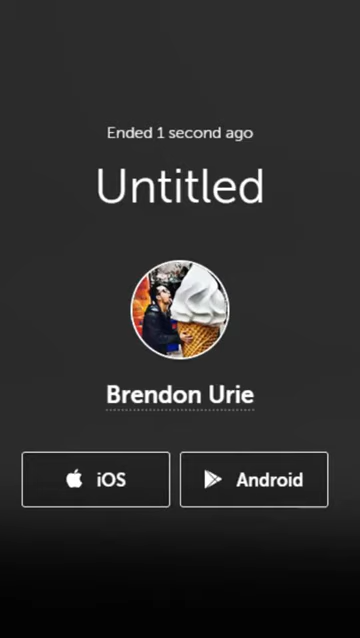 Ended 1 second ago
Untitled
Brendon Urie
iOS
Android